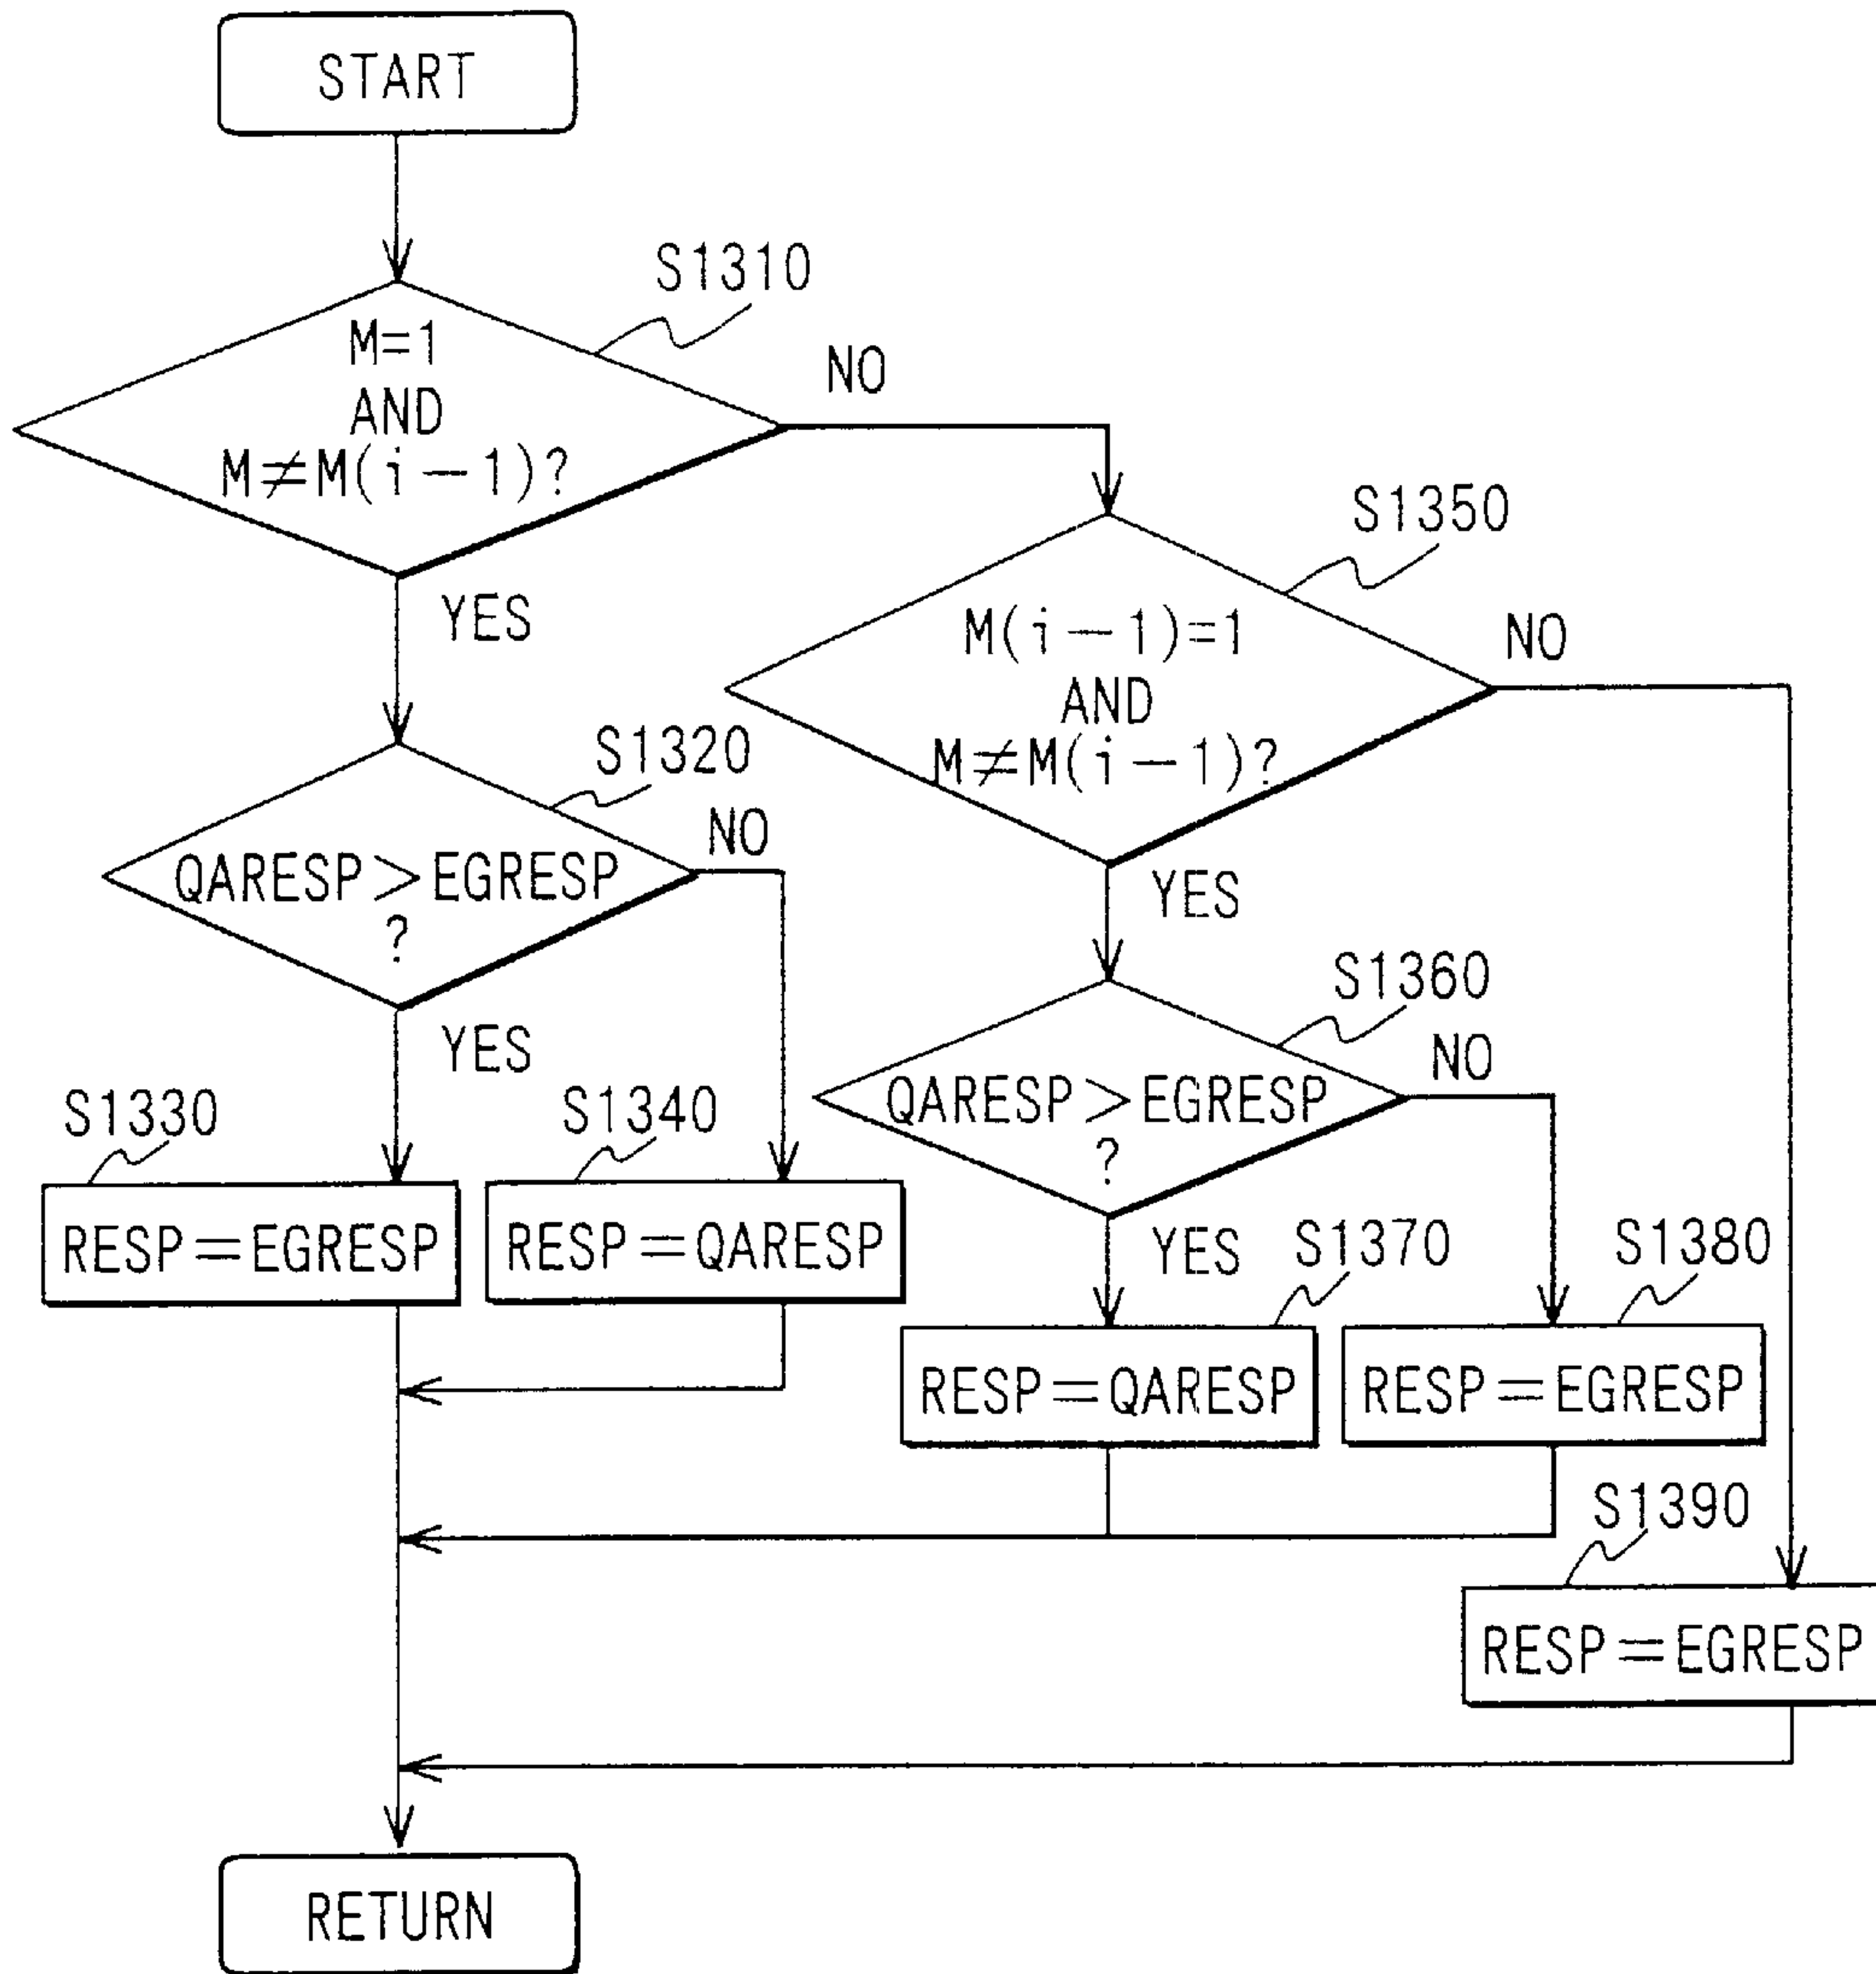 START
S1310
M=1
AND
M≠M(i−1)?
NO
YES
S1350
M(i−1)=1
AND
M≠M(i−1)?
NO
YES
S1320
QARESP>EGRESP
?
NO
YES
S1360
QARESP>EGRESP
?
NO
YES
S1330
RESP=EGRESP
S1340
RESP=QARESP
S1370
RESP=QARESP
S1380
RESP=EGRESP
S1390
RESP=EGRESP
RETURN